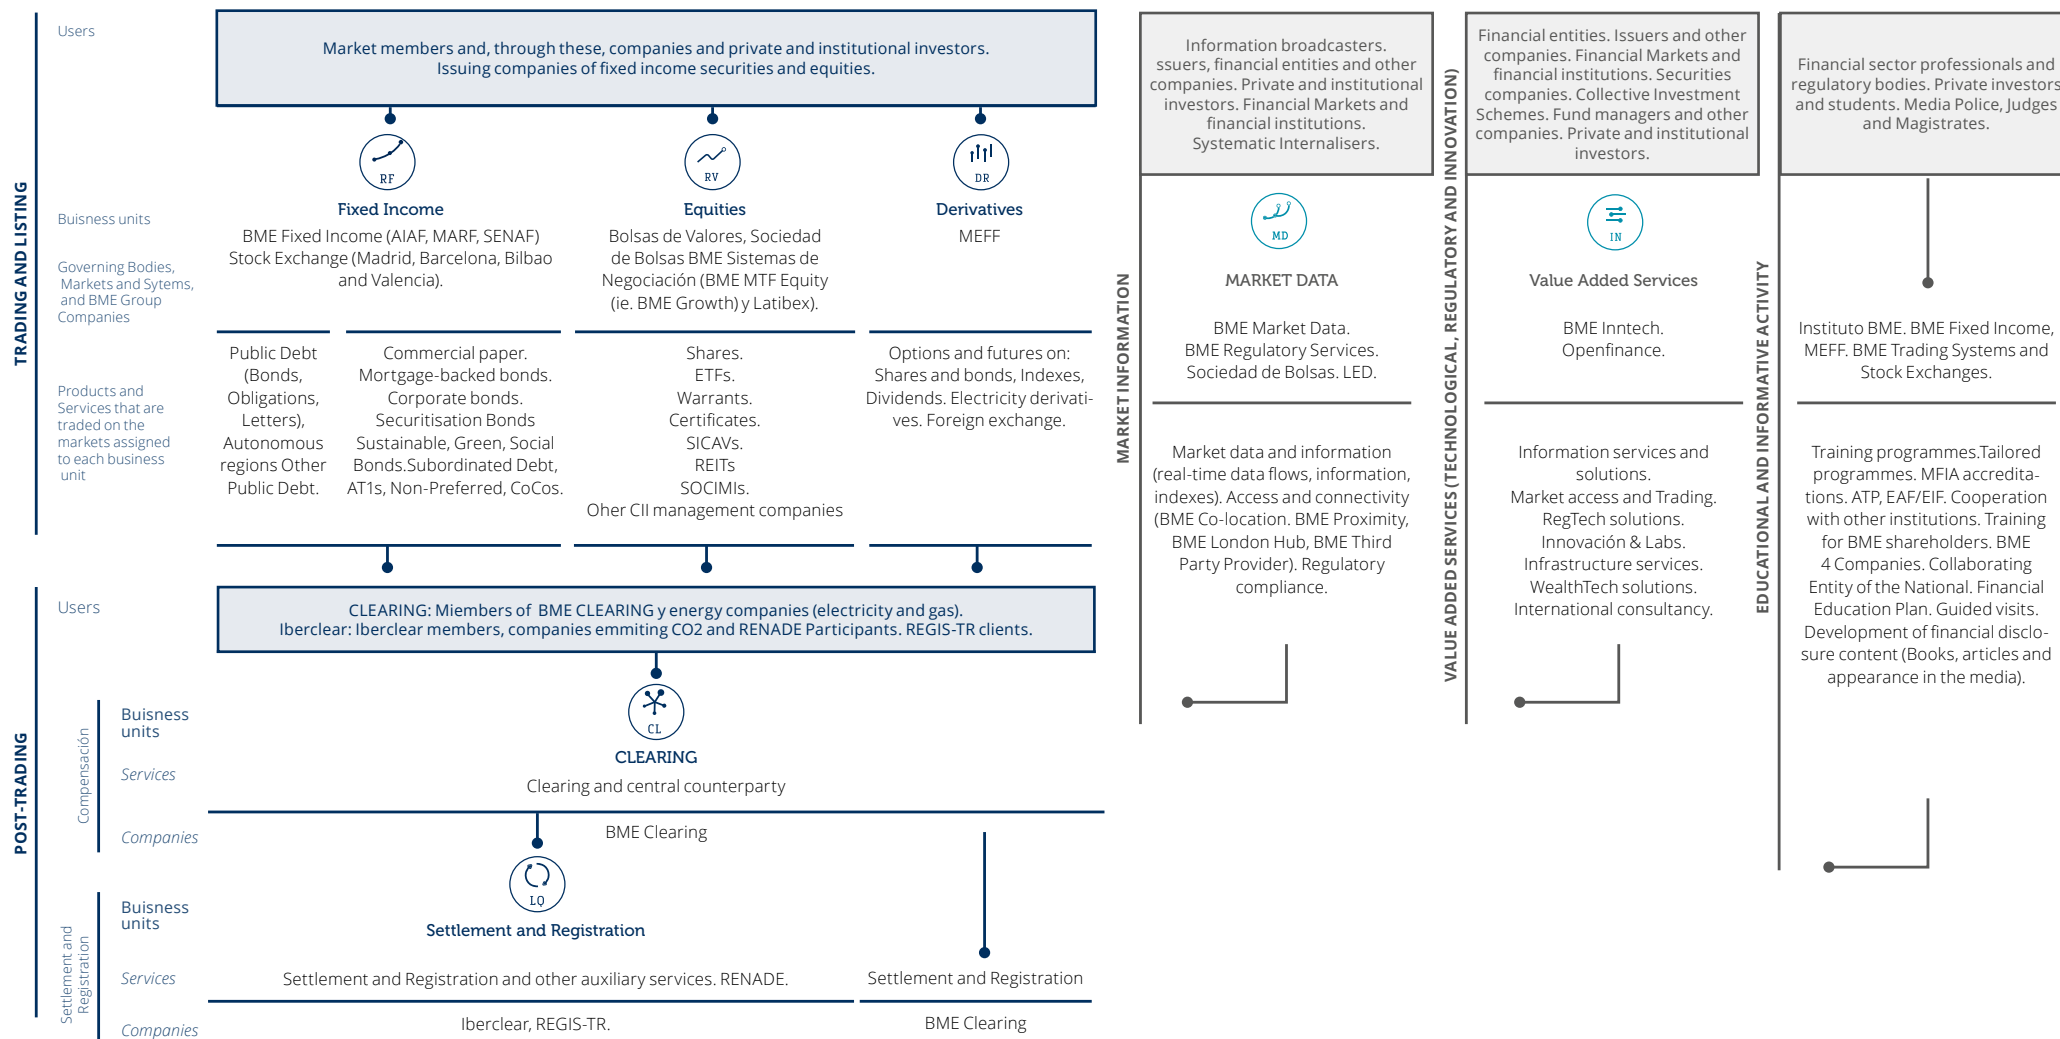 TRADING AND LISTING
Users
Market members and, through these, companies and private and institutional investors.
Issuing companies of fixed income securities and equities.
Buisness units
RF
Fixed Income
RV
Equities
DR
Derivatives
Governing Bodies,
Markets and Sytems,
and BME Group
Companies
BME Fixed Income (AIAF, MARF, SENAF)
Stock Exchange (Madrid, Barcelona, Bilbao
and Valencia).
Bolsas de Valores, Sociedad
de Bolsas BME Sistemas de
Negociación (BME MTF Equity
(ie. BME Growth) y Latibex).
MEFF
Products and
Services that are
traded on the
markets assigned
to each business
unit
Public Debt
(Bonds,
Obligations,
Letters),
Autonomous
regions Other
Public Debt.
Commercial paper.
Mortgage-backed bonds.
Corporate bonds.
Securitisation Bonds
Sustainable, Green, Social
Bonds.Subordinated Debt,
AT1s, Non-Preferred, CoCos.
Shares.
ETFs.
Warrants.
Certificates.
SICAVs.
REITs
SOCIMIs.
Oher CII management companies
Options and futures on:
Shares and bonds, Indexes,
Dividends. Electricity derivati-
ves. Foreign exchange.
POST-TRADING
Users
CLEARING: Miembers of BME CLEARING y energy companies (electricity and gas).
Iberclear: Iberclear members, companies emmiting CO2 and RENADE Participants. REGIS-TR clients.
Compensación
Buisness
units
CL
CLEARING
Services
Clearing and central counterparty
Companies
BME Clearing
Settlement and
Registration
Buisness
units
LQ
Settlement and Registration
Services
Settlement and Registration and other auxiliary services. RENADE.
Settlement and Registration
Companies
Iberclear, REGIS-TR.
BME Clearing
MARKET INFORMATION
Information broadcasters.
ssuers, financial entities and other
companies. Private and institutional
investors. Financial Markets and
financial institutions.
Systematic Internalisers.
MD
MARKET DATA
BME Market Data.
BME Regulatory Services.
Sociedad de Bolsas. LED.
Market data and information
(real-time data flows, information,
indexes). Access and connectivity
(BME Co-location. BME Proximity,
BME London Hub, BME Third
Party Provider). Regulatory
compliance.
VALUE ADDED SERVICES (TECHNOLOGICAL, REGULATORY AND INNOVATION)
Financial entities. Issuers and other
companies. Financial Markets and
financial institutions. Securities
companies. Collective Investment
Schemes. Fund managers and other
companies. Private and institutional
investors.
IN
Value Added Services
BME Inntech.
Openfinance.
Information services and
solutions.
Market access and Trading.
RegTech solutions.
Innovación & Labs.
Infrastructure services.
WealthTech solutions.
International consultancy.
EDUCATIONAL AND INFORMATIVE ACTIVITY
Financial sector professionals and
regulatory bodies. Private investors
and students. Media Police, Judges
and Magistrates.
Instituto BME. BME Fixed Income,
MEFF. BME Trading Systems and
Stock Exchanges.
Training programmes.Tailored
programmes. MFIA accredita-
tions. ATP, EAF/EIF. Cooperation
with other institutions. Training
for BME shareholders. BME
4 Companies. Collaborating
Entity of the National. Financial
Education Plan. Guided visits.
Development of financial disclo-
sure content (Books, articles and
appearance in the media).